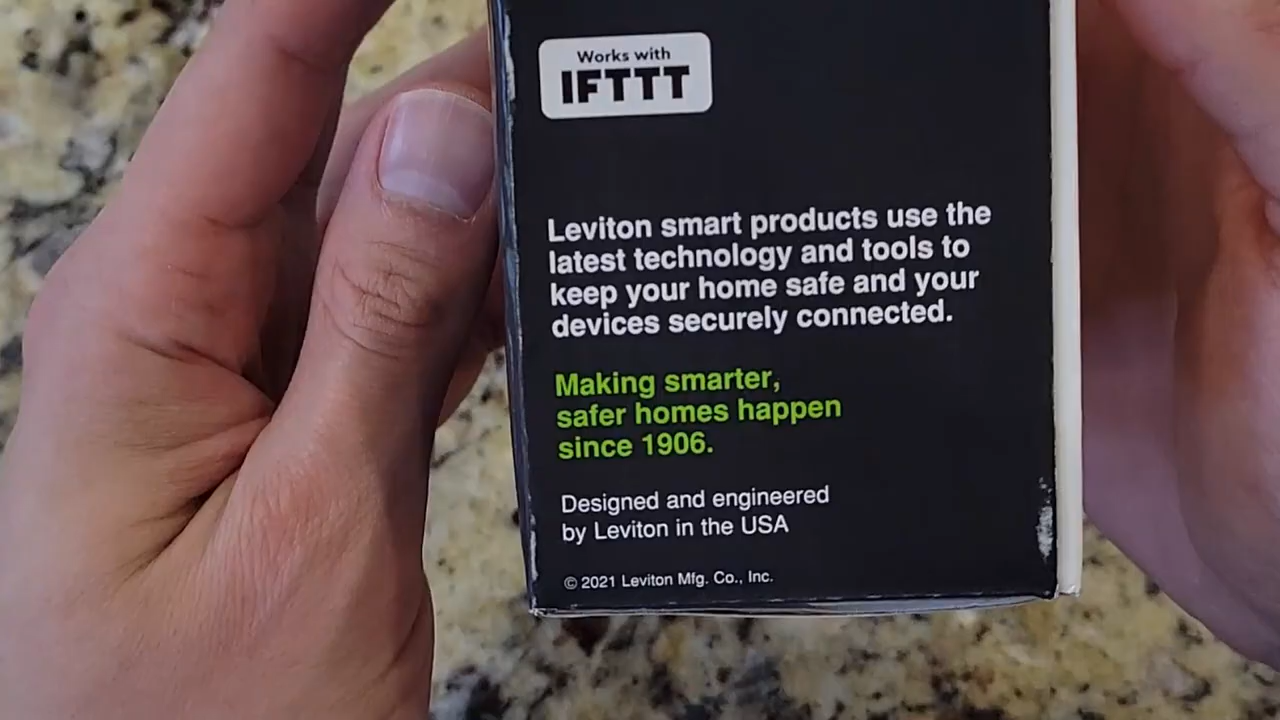 Works with
IFTTT
Leviton smart products use the
latest technology and tools to
keep your home safe and your
devices securely connected.
Making smarter,
safer homes happen
since 1906.
Designed and engineered
by Leviton in the USA
© 2021 Leviton Mfg. Co., Inc.